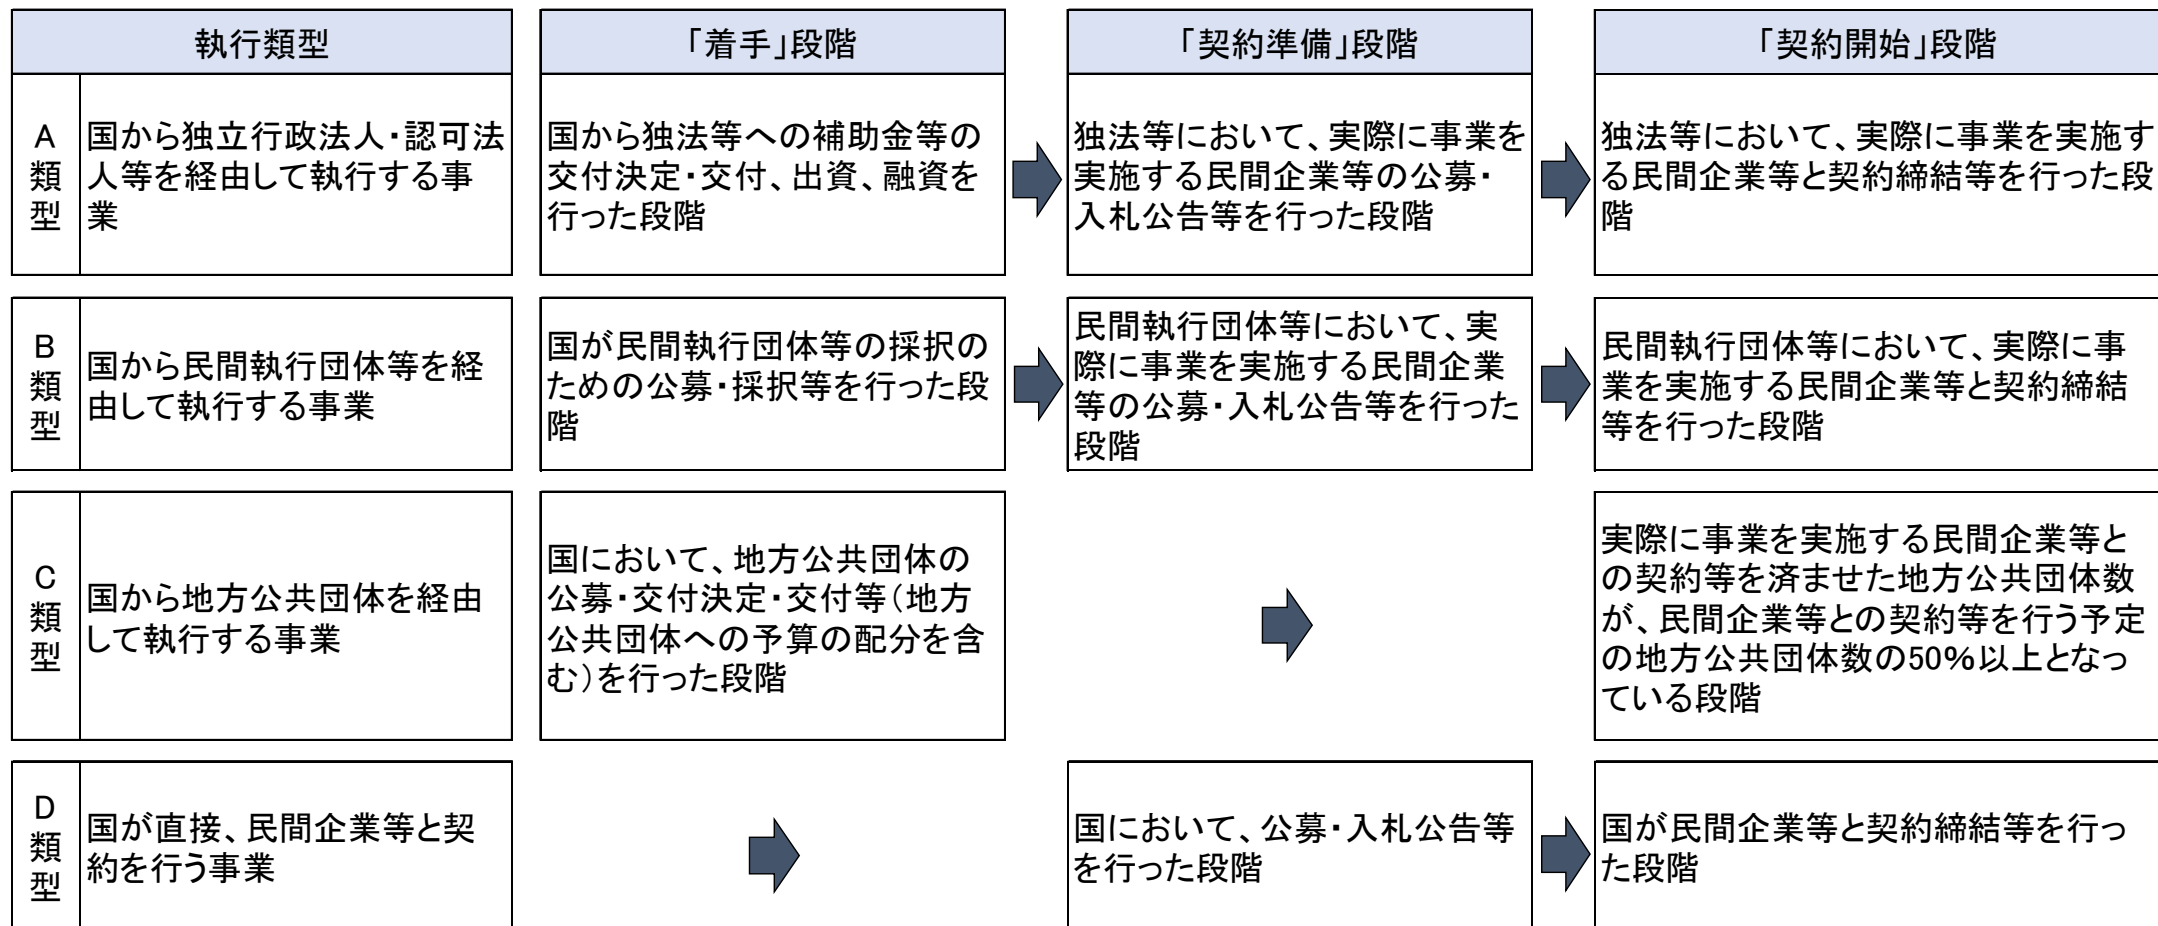 執行類型
「着手」段階
「契約準備」段階
「契約開始」段階
A
類
型
国から独立行政法人・認可法
人等を経由して執行する事
業
国から独法等への補助金等の
交付決定・交付、出資、融資を
行った段階
独法等において、実際に事業を
実施する民間企業等の公募・
入札公告等を行った段階
独法等において、実際に事業を実施す
る民間企業等と契約締結等を行った段
階
B
類
型
国から民間執行団体等を経
由して執行する事業
国が民間執行団体等の採択の
ための公募・採択等を行った段
階
民間執行団体等において、実
際に事業を実施する民間企業
等の公募・入札公告等を行った
段階
民間執行団体等において、実際に事
業を実施する民間企業等と契約締結
等を行った段階
C
類
型
国から地方公共団体を経由
して執行する事業
国において、地方公共団体の
公募・交付決定・交付等（地方
公共団体への予算の配分を含
む）を行った段階
実際に事業を実施する民間企業等と
の契約等を済ませた地方公共団体数
が、民間企業等との契約等を行う予定
の地方公共団体数の50%以上となっ
ている段階
D
類
型
国が直接、民間企業等と契
約を行う事業
国において、公募・入札公告等
を行った段階
国が民間企業等と契約締結等を行っ
た段階